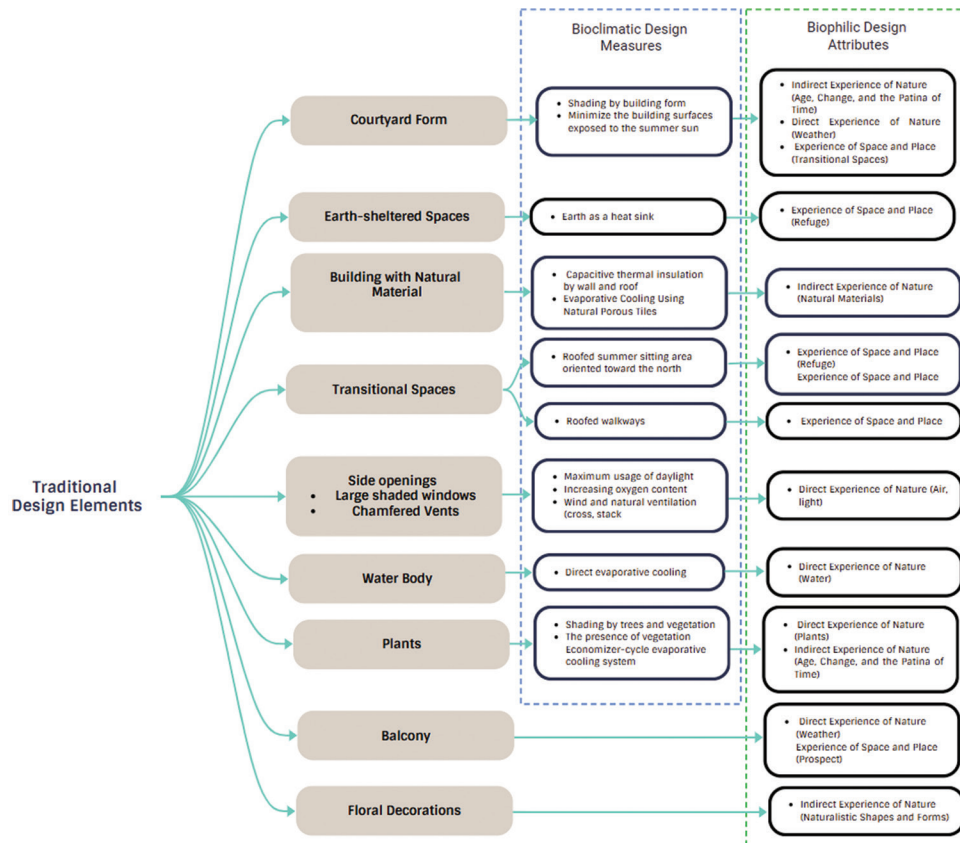 Bioclimatic Design
Measures
Biophilic Design
Attributes
Traditional
Design Elements
Courtyard Form
• Shading by building form
• Minimize the building surfaces
exposed to the summer sun
• Indirect Experience of Nature
(Age, Change, and the Patina of
Time)
• Direct Experience of Nature
(Weather)
• Experience of Space and Place
(Transitional Spaces)
Earth-sheltered Spaces
• Earth as a heat sink
• Experience of Space and Place
(Refuge)
Building with Natural
Material
• Capacitive thermal insulation
by wall and roof
• Evaporative Cooling Using
Natural Porous Tiles
• Indirect Experience of Nature
(Natural Materials)
Transitional Spaces
• Roofed summer sitting area
oriented toward the north
• Experience of Space and Place
(Refuge)
Experience of Space and Place
• Roofed walkways
• Experience of Space and Place
Side openings
• Large shaded windows
• Chamfered Vents
• Maximum usage of daylight
• Increasing oxygen content
• Wind and natural ventilation
(cross, stack
• Direct Experience of Nature (Air,
light)
Water Body
• Direct evaporative cooling
• Direct Experience of Nature
(Water)
Plants
• Shading by trees and vegetation
• The presence of vegetation
Economizer-cycle evaporative
cooling system
• Direct Experience of Nature
(Plants)
• Indirect Experience of Nature
(Age, Change, and the Patina of
Time)
Balcony
• Direct Experience of Nature
(Weather)
Experience of Space and Place
(Prospect)
Floral Decorations
• Indirect Experience of Nature
(Naturalistic Shapes and Forms)